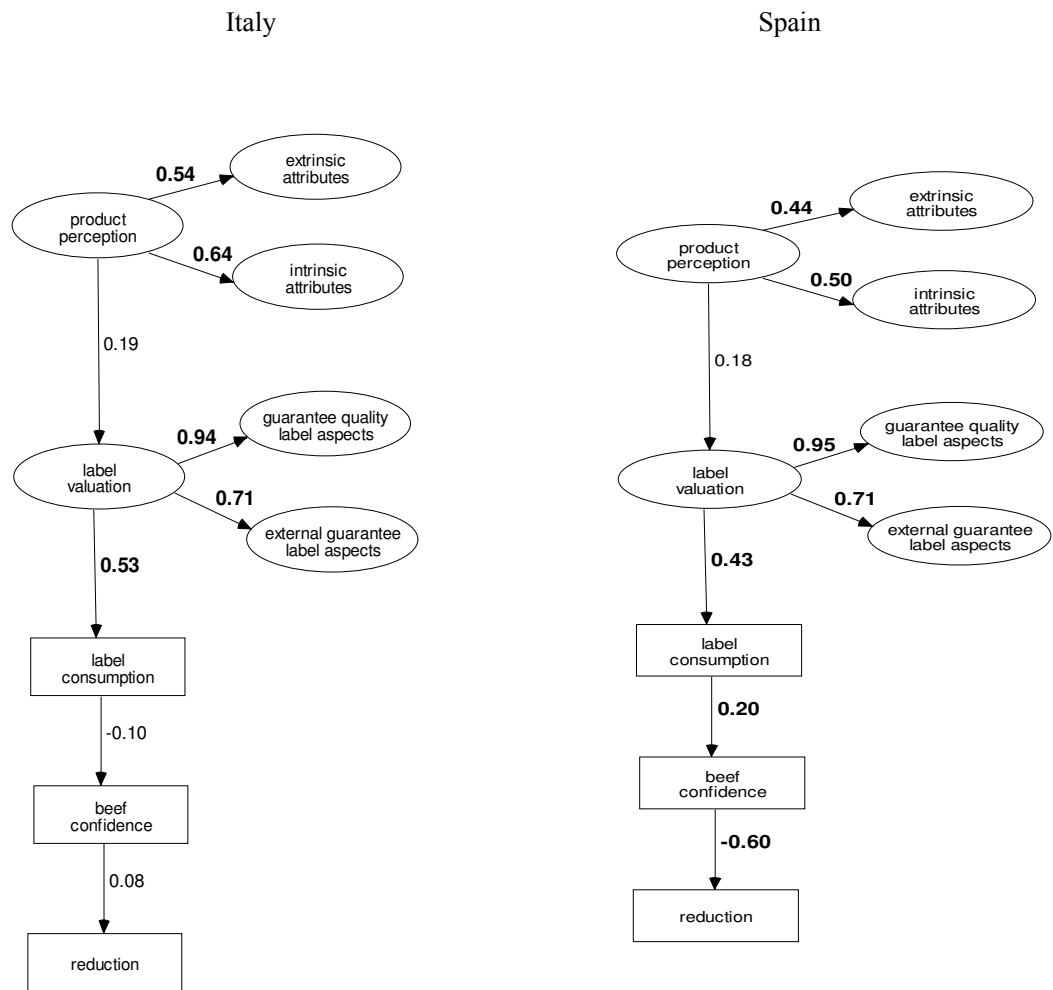 Italy
extrinsic
attributes
0.54
product
perception
0.64
intrinsic
attributes
0.19
guarantee quality
label aspects
0.94
label
valuation
0.71
external guarantee
label aspects
0.53
label
consumption
-0.10
beef
confidence
0.08
reduction
Spain
extrinsic
attributes
0.44
product
perception
0.50
intrinsic
attributes
0.18
guarantee quality
label aspects
0.95
label
valuation
0.71
external guarantee
label aspects
0.43
label
consumption
0.20
beef
confidence
-0.60
reduction